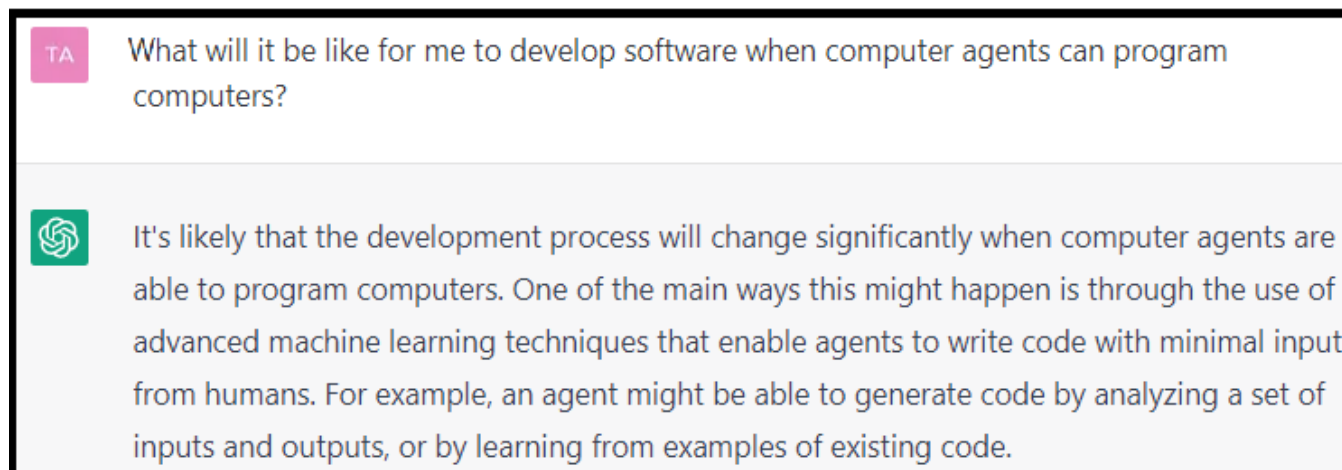 TA
What will it be like for me to develop software when computer agents can program
computers?
It's likely that the development process will change significantly when computer agents are
able to program computers. One of the main ways this might happen is through the use of
advanced machine learning techniques that enable agents to write code with minimal input
from humans. For example, an agent might be able to generate code by analyzing a set of
inputs and outputs, or by learning from examples of existing code.